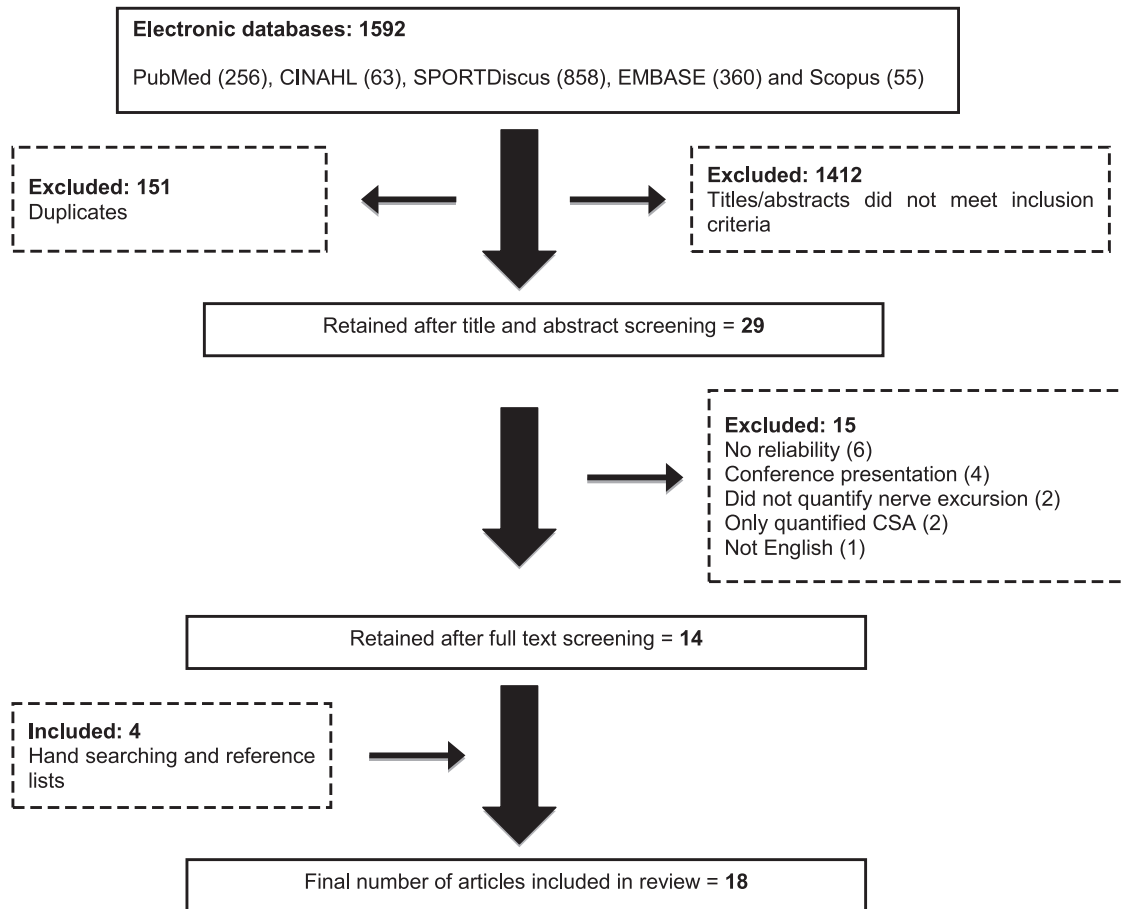 Electronic databases: 1592
PubMed (256), CINAHL (63), SPORTDiscus (858), EMBASE (360) and Scopus (55)
Excluded: 151
Duplicates
Excluded: 1412
Titles/abstracts did not meet inclusion
criteria
Retained after title and abstract screening = 29
Excluded: 15
No reliability (6)
Conference presentation (4)
Did not quantify nerve excursion (2)
Only quantified CSA (2)
Not English (1)
Retained after full text screening = 14
Included: 4
Hand searching and reference
lists
Final number of articles included in review = 18